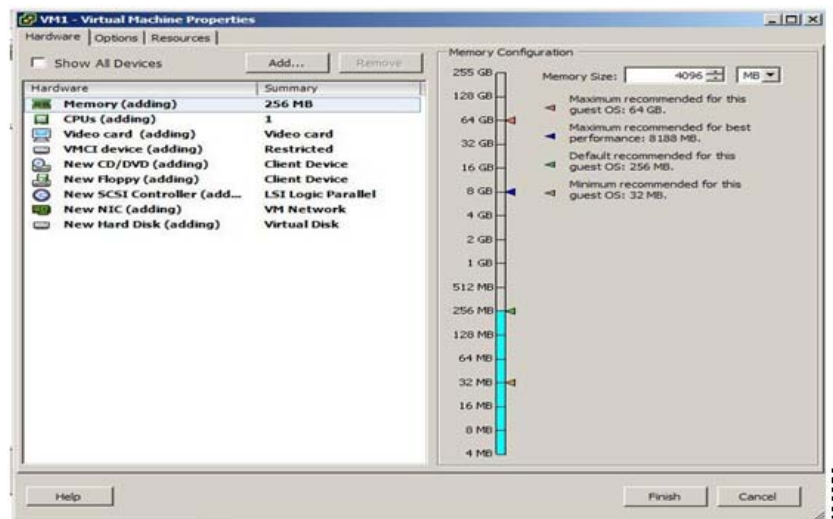 VM1 - Virtual Machine Properties
Hardware Options Resources
Show All Devices
Add...
Remove
Hardware Summary
Memory (adding) 256 MB
CPUs (adding) 1
Video card (adding) Video card
VMCI device (adding) Restricted
New CD/DVD (adding) Client Device
New Floppy (adding) Client Device
New SCSI Controller (add... LSI Logic Parallel
New NIC (adding) VM Network
New Hard Disk (adding) Virtual Disk
Memory Configuration
255 GB
128 GB
64 GB
32 GB
16 GB
8 GB
4 GB
2 GB
1 GB
512 MB
256 MB
128 MB
64 MB
32 MB
16 MB
8 MB
4 MB
Memory Size: 4096 MB
Maximum recommended for this
guest OS: 64 GB.
Maximum recommended for best
performance: 8188 MB.
Default recommended for this
guest OS: 256 MB.
Minimum recommended for this
guest OS: 32 MB.
Help
Finish
Cancel